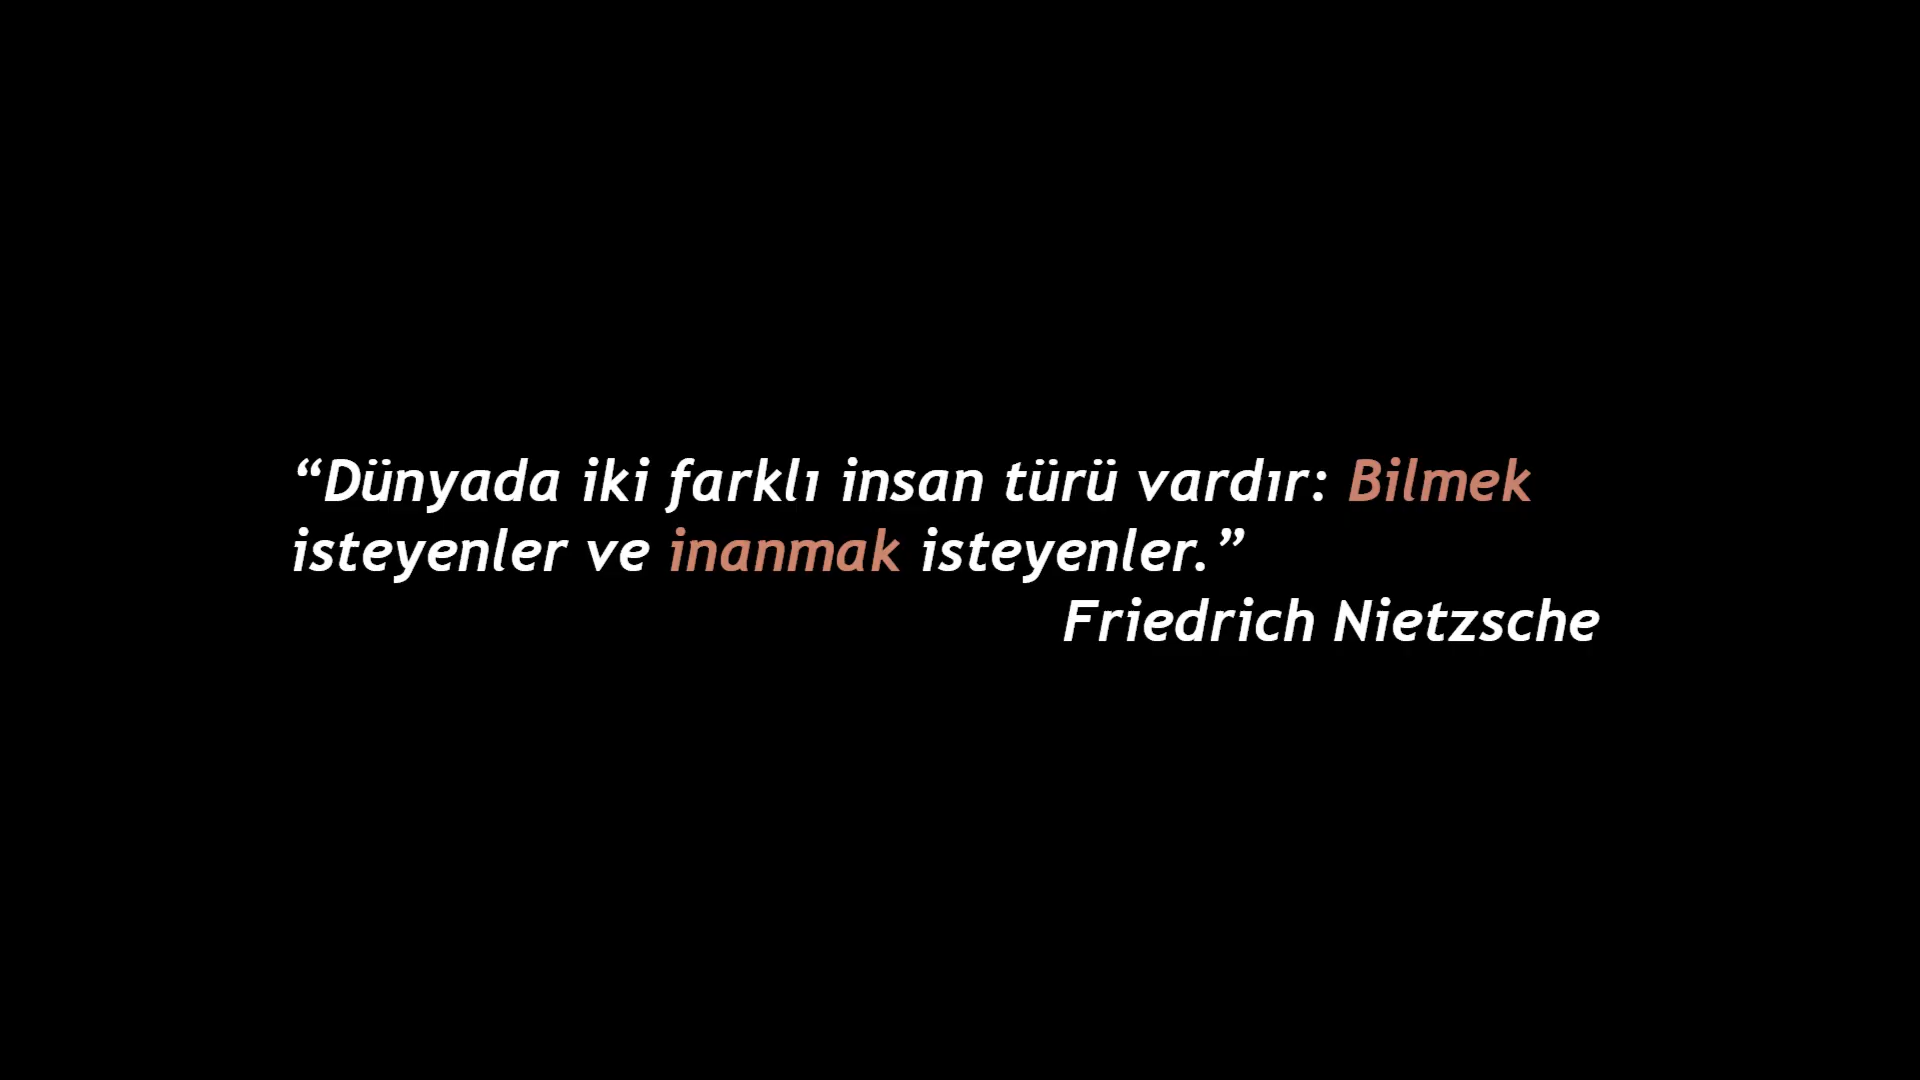 “Dünyada iki farklı insan türü vardır: Bilmek
isteyenler ve inanmak isteyenler.”
Friedrich Nietzsche